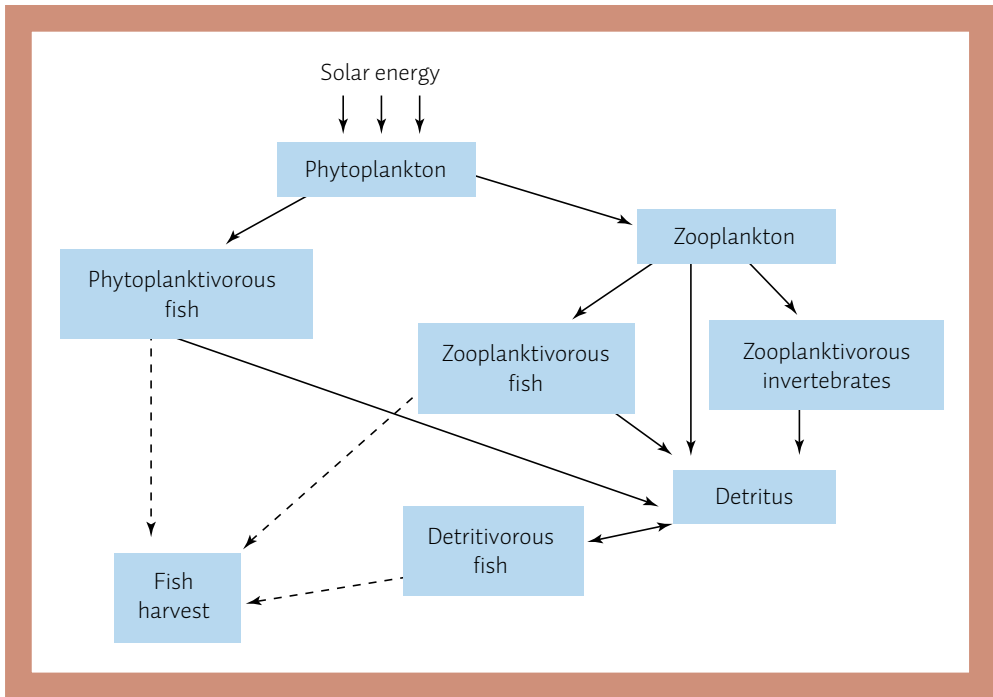 Solar energy
Phytoplankton
Zooplankton
Phytoplanktivorous
fish
Zooplanktivorous
fish
Zooplanktivorous
invertebrates
Detritus
Detritivorous
fish
Fish
harvest